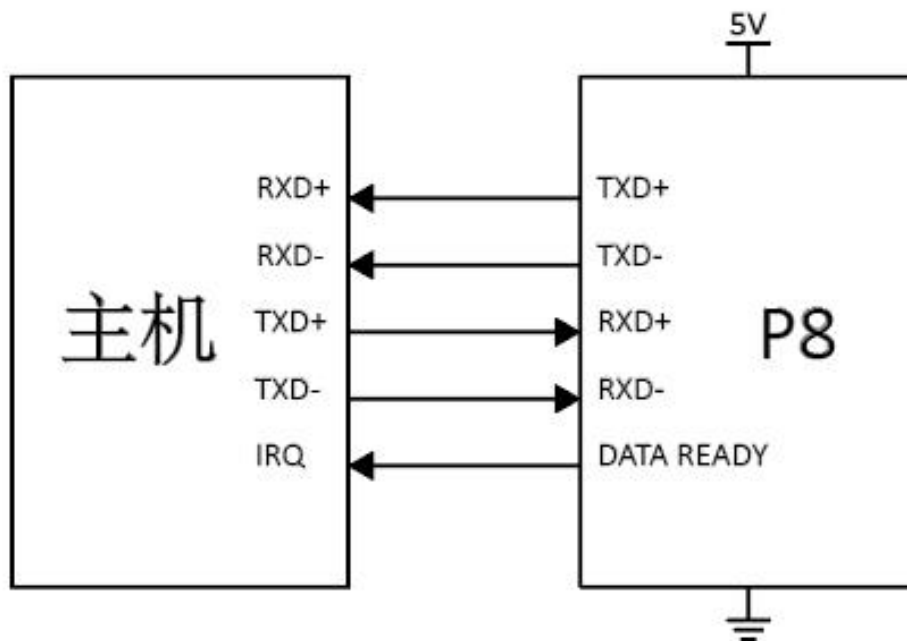 5V
RXD+
TXD+
RXD-
TXD-
主机
TXD+
RXD+
P8
TXD-
RXD-
IRQ
DATA READY